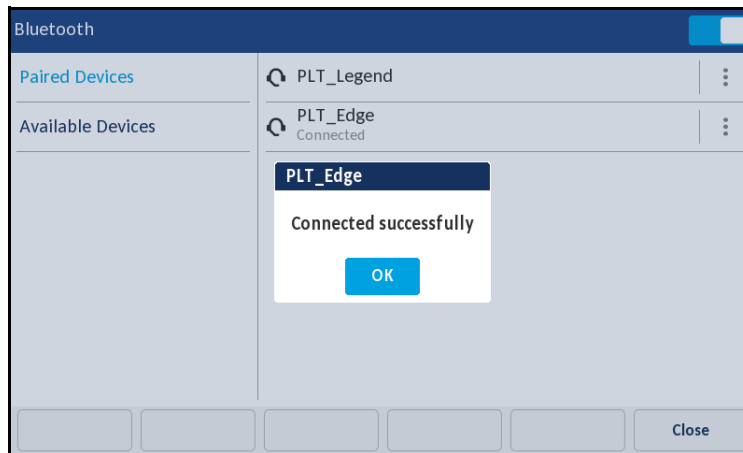 Bluetooth
Paired Devices
Available Devices
PLT_Legend
PLT_Edge
Connected
PLT_Edge
Connected successfully
OK
Close